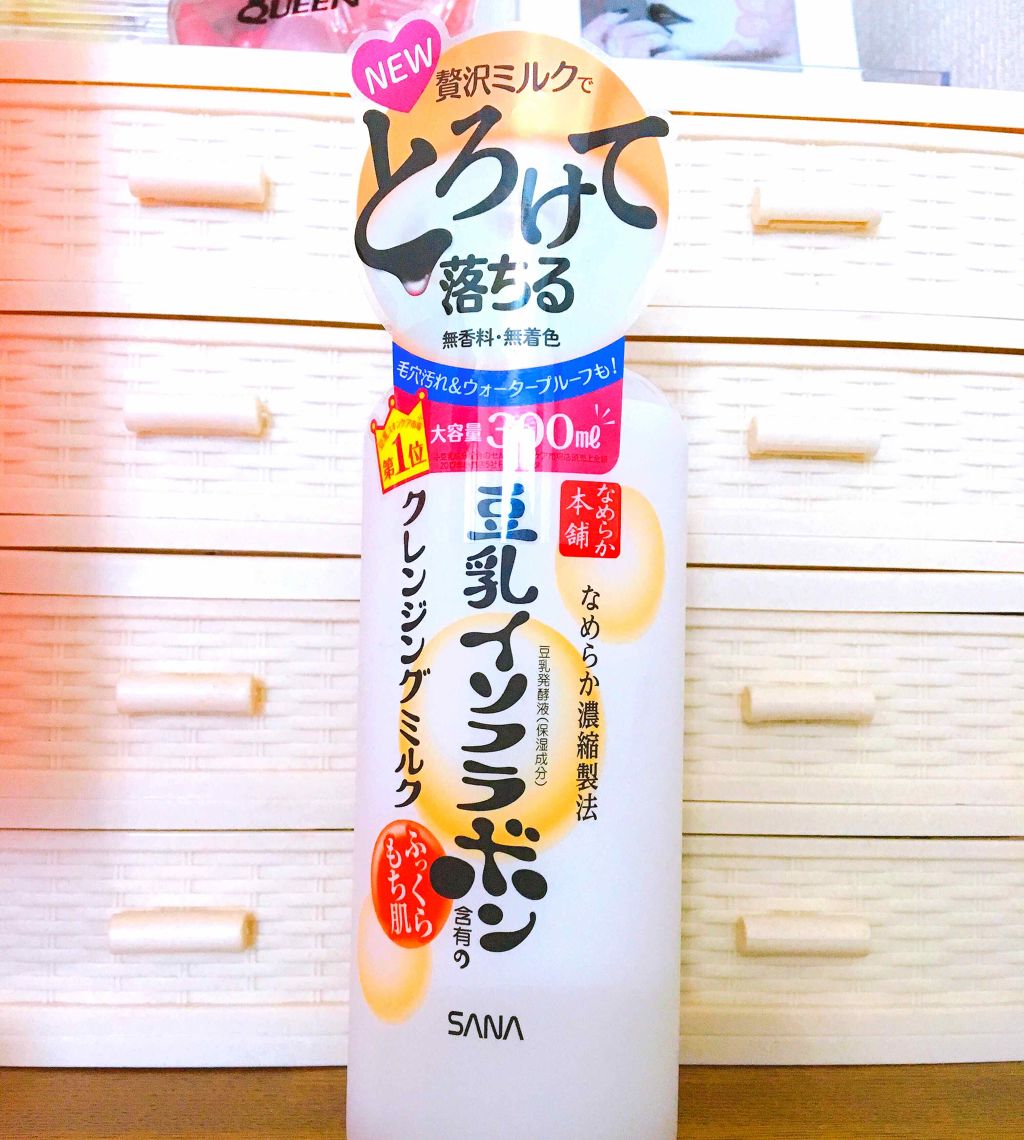 QUEEN
NEW
贅沢ミルクで
とろけて
落ちる
無香料・無着色
毛穴汚れ&ウォータープルーフも!
第1位
大容量300ml
なめらか
本舗
なめらか濃縮製法
豆乳発酵液(保湿成分)
豆乳イソフラボン
含有の
クレンジングミルク
ふっくら
もち肌
SANA